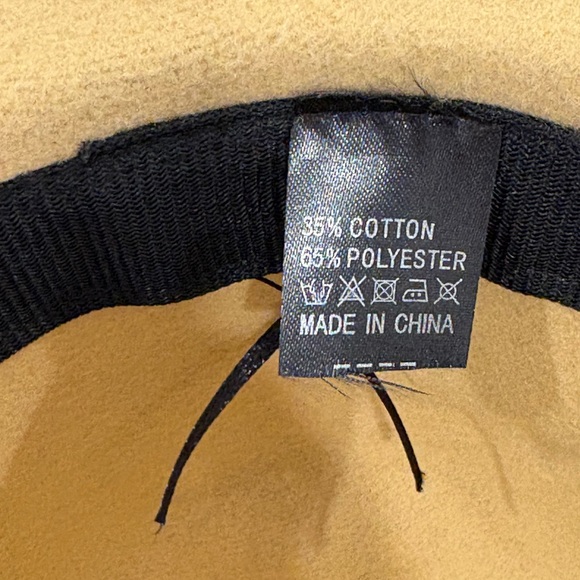 35% COTTON
65% POLYESTER
MADE IN CHINA